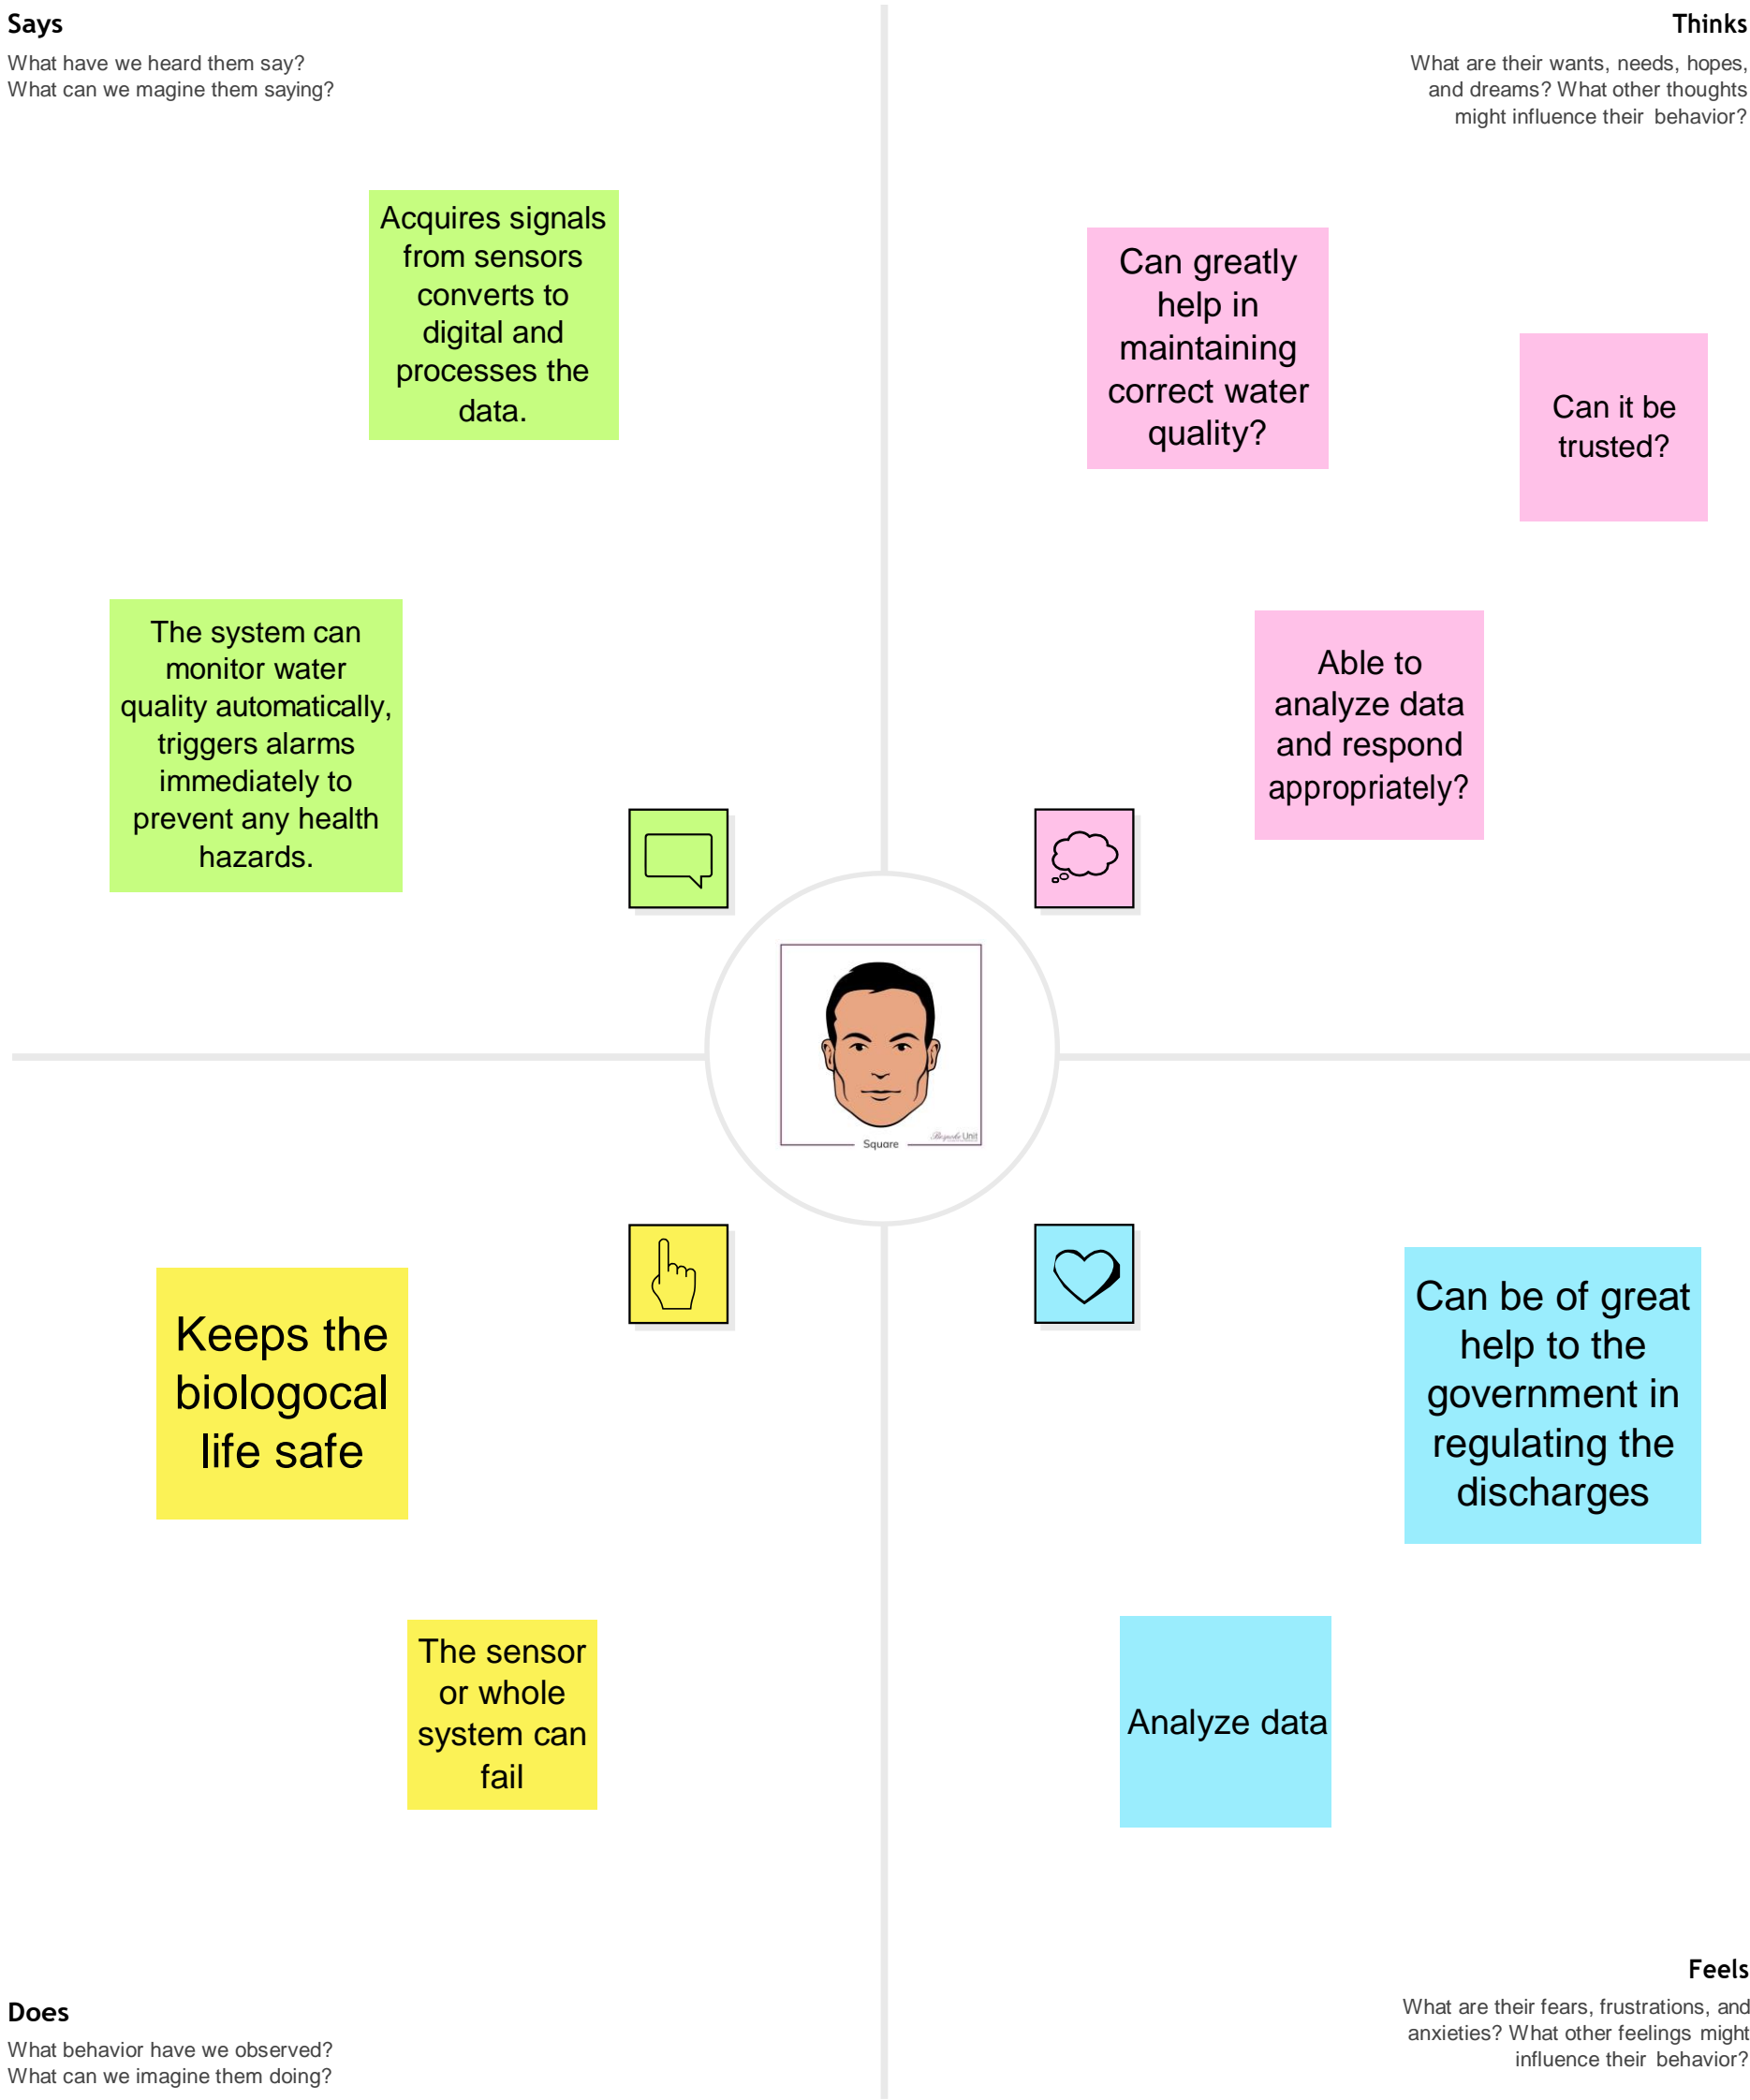 Says
What have we heard them say?
What can we magine them saying?
Thinks
What are their wants, needs, hopes,
and dreams? What other thoughts
might influence their behavior?
Acquires signals
from sensors
converts to
digital and
processes the
data.
Can greatly
help in
maintaining
correct water
quality?
Can it be
trusted?
The system can
monitor water
quality automatically,
triggers alarms
immediately to
prevent any health
hazards.
Able to
analyze data
and respond
appropriately?
Bespoke Unit
Square
Keeps the
biologocal
life safe
Can be of great
help to the
government in
regulating the
discharges
The sensor
or whole
system can
fail
Analyze data
Does
What behavior have we observed?
What can we imagine them doing?
Feels
What are their fears, frustrations, and
anxieties? What other feelings might
influence their behavior?